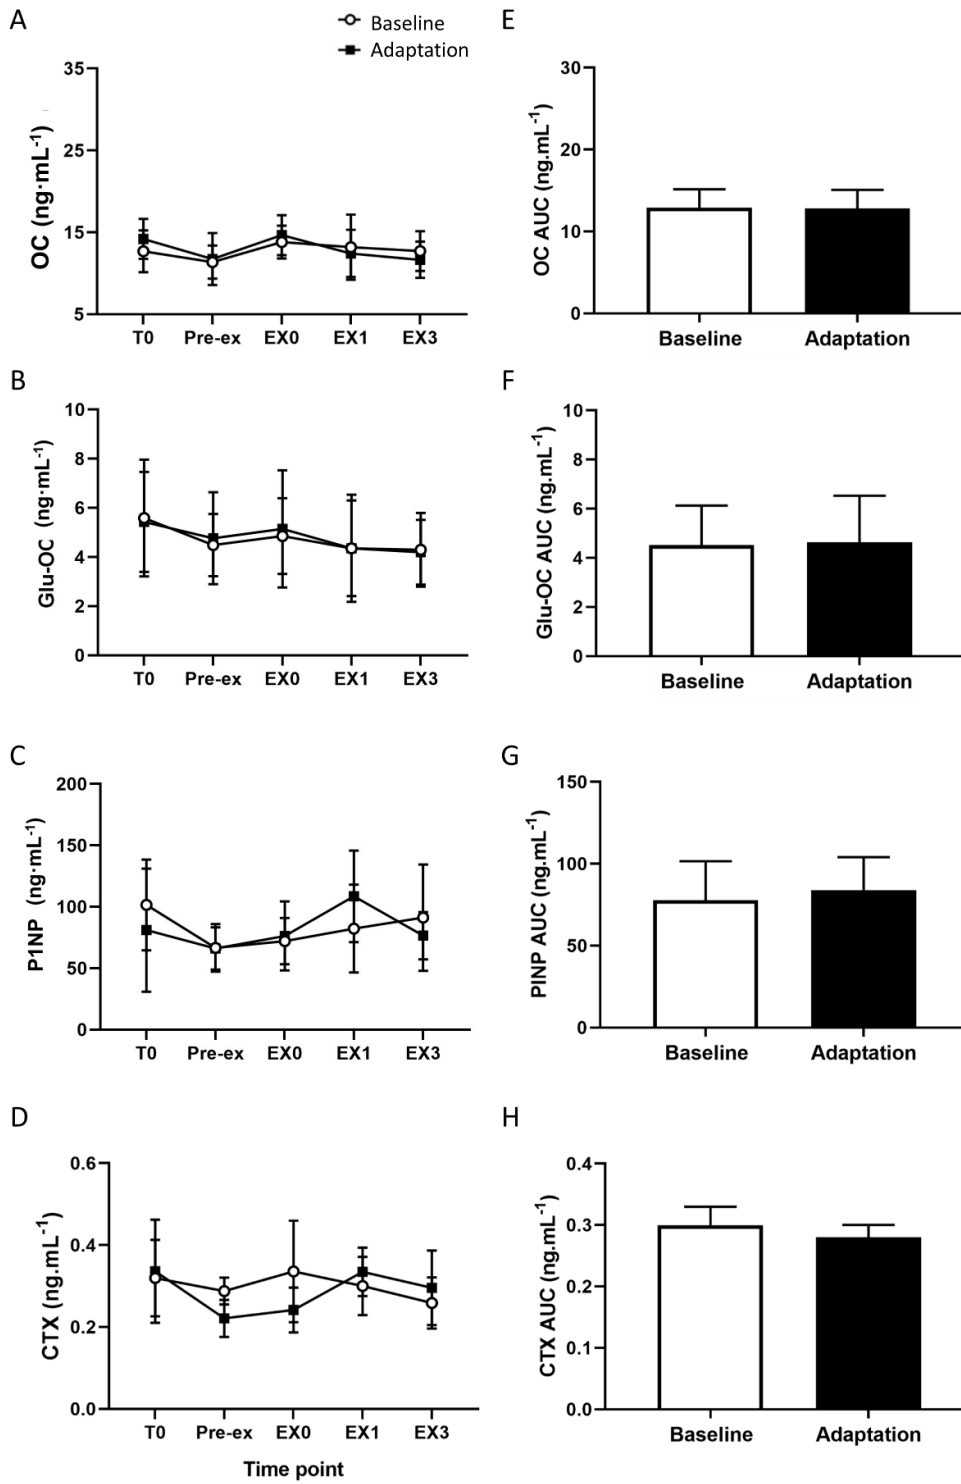 A
Baseline
Adaptation
OC (ng·mL-1)
35
25
15
5
T0 Pre-ex EX0 EX1 EX3
E
OC AUC (ng.mL-1)
30
20
10
0
Baseline Adaptation
B
Glu-OC (ng·mL-1)
10
8
6
4
2
0
T0 Pre-ex EX0 EX1 EX3
F
Glu-OC AUC (ng.mL-1)
10
8
6
4
2
0
Baseline Adaptation
C
P1NP (ng·mL-1)
200
150
100
50
0
T0 Pre-ex EX0 EX1 EX3
G
PINP AUC (ng.mL-1)
150
100
50
0
Baseline Adaptation
D
CTX (ng.mL-1)
0.6
0.4
0.2
0.0
T0 Pre-ex EX0 EX1 EX3
Time point
H
CTX AUC (ng.mL-1)
0.4
0.3
0.2
0.1
0.0
Baseline Adaptation